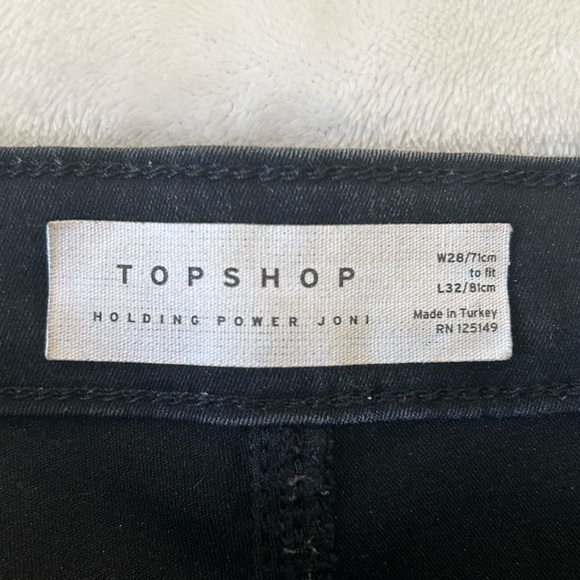 TOPSHOP
HOLDING POWER JONI
W28/71cm
to fit
L32/81cm
Made in Turkey
RN 125149